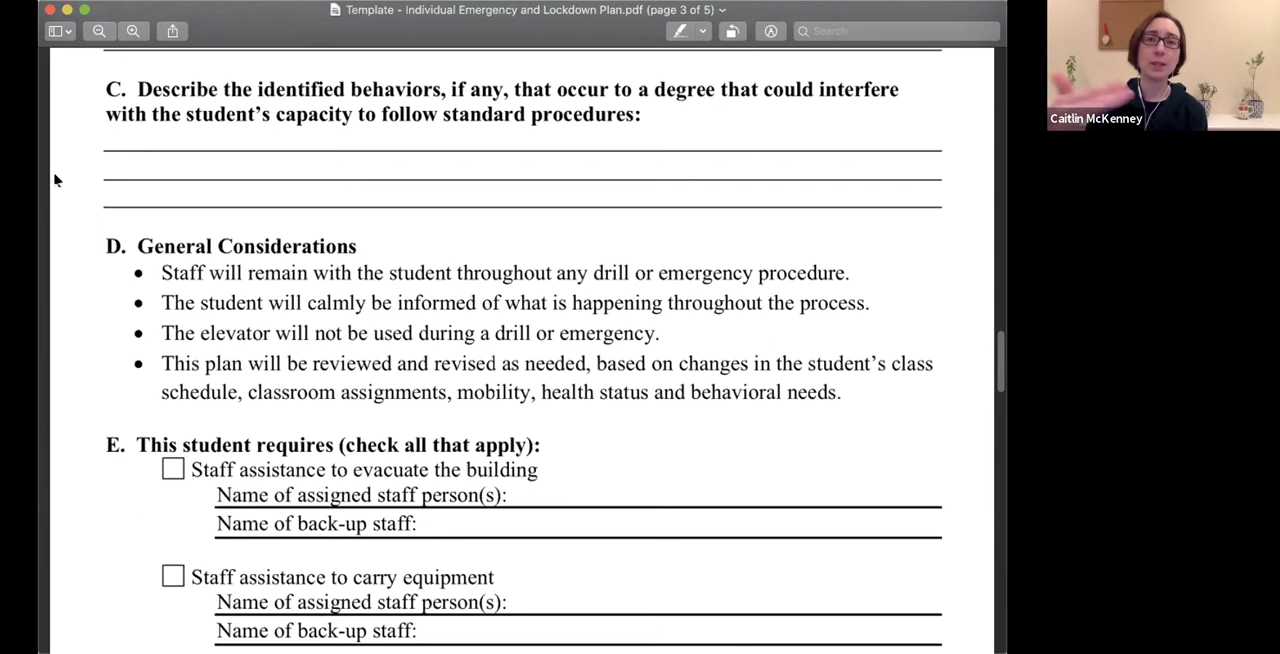 Template - Individual Emergency and Lockdown Plan.pdf (page 3 of 5)
Search
C. Describe the identified behaviors, if any, that occur to a degree that could interfere
with the student's capacity to follow standard procedures:
D. General Considerations
• Staff will remain with the student throughout any drill or emergency procedure.
• The student will calmly be informed of what is happening throughout the process.
• The elevator will not be used during a drill or emergency.
• This plan will be reviewed and revised as needed, based on changes in the student's class
schedule, classroom assignments, mobility, health status and behavioral needs.
E. This student requires (check all that apply):
Staff assistance to evacuate the building
Name of assigned staff person(s):
Name of back-up staff:
Staff assistance to carry equipment
Name of assigned staff person(s):
Name of back-up staff:
Caitlin McKenney